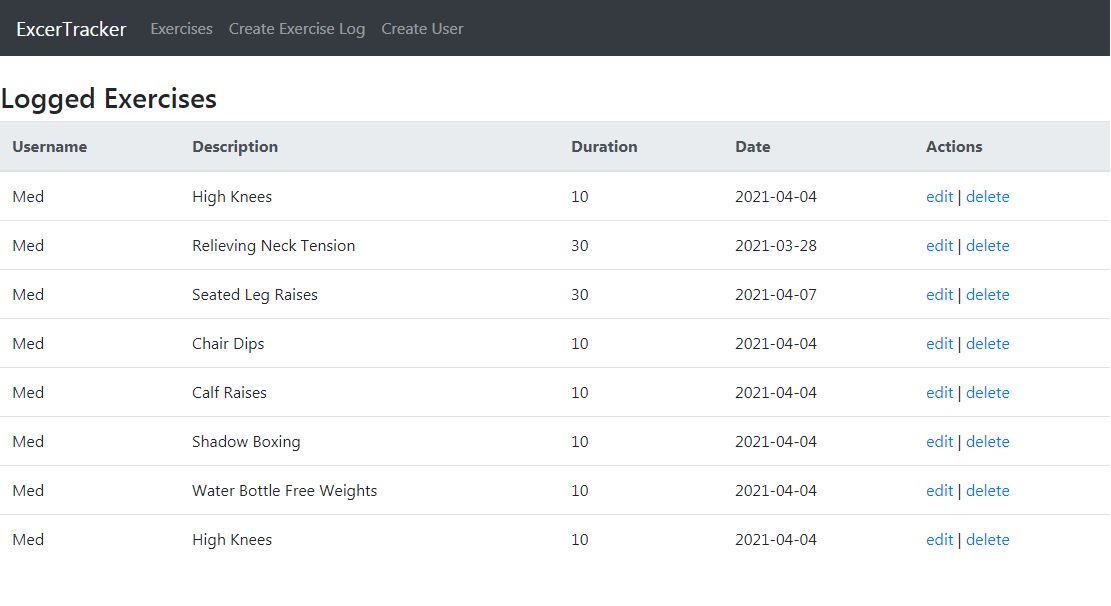 ExcerTracker Exercises Create Exercise Log Create User
Logged Exercises
Username Description Duration Date Actions
Med High Knees 10 2021-04-04 edit | delete
Med Relieving Neck Tension 30 2021-03-28 edit | delete
Med Seated Leg Raises 30 2021-04-07 edit | delete
Med Chair Dips 10 2021-04-04 edit | delete
Med Calf Raises 10 2021-04-04 edit | delete
Med Shadow Boxing 10 2021-04-04 edit | delete
Med Water Bottle Free Weights 10 2021-04-04 edit | delete
Med High Knees 10 2021-04-04 edit | delete